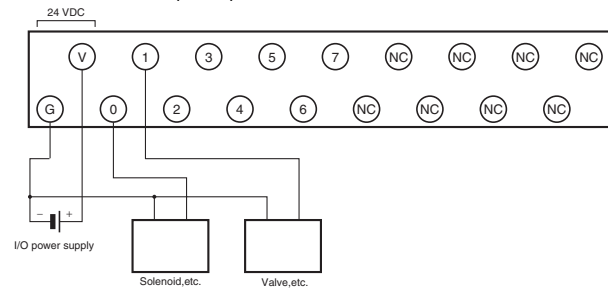 24 VDC
V 1 3 5 7 NC NC NC NC
G 0 2 4 6 NC NC NC NC
− +
I/O power supply
Solenoid,etc.
Valve,etc.